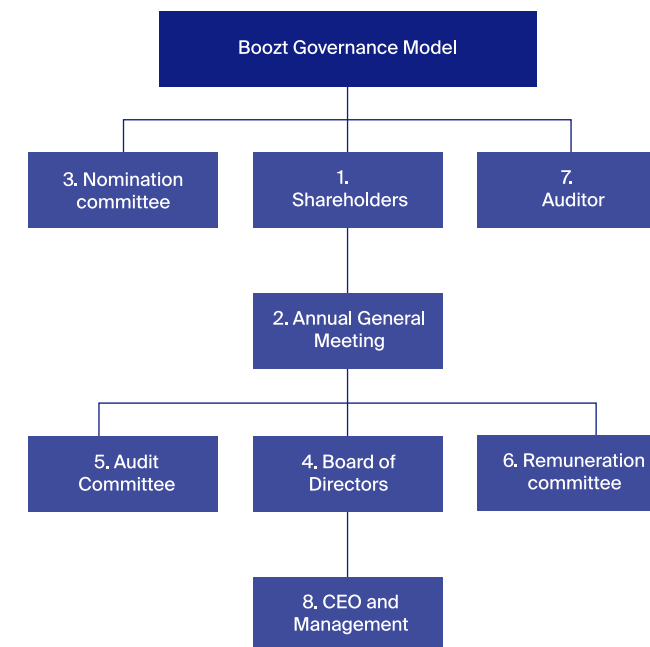 Boozt Governance Model
3. Nomination
committee
1.
Shareholders
7.
Auditor
2. Annual General
Meeting
5. Audit
Committee
4. Board of
Directors
6. Remuneration
committee
8. CEO and
Management